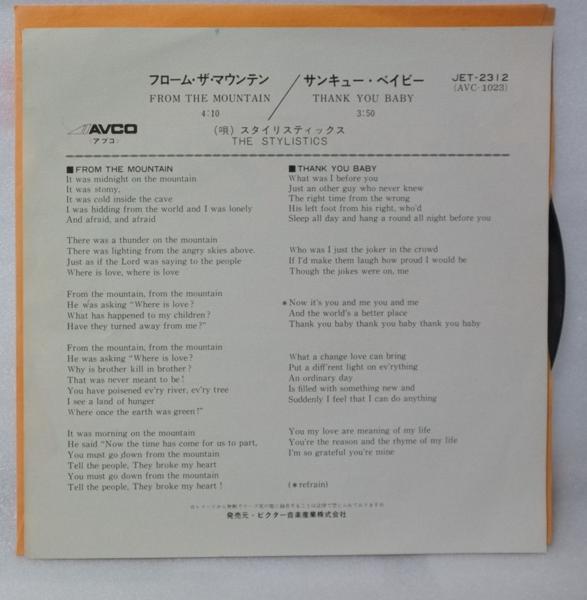 フローム・ザ・マウンテン / サンキュー・ベイビー JET-2312
FROM THE MOUNTAIN THANK YOU BABY (AVC-1023)
4:10 3:50
AVCO
〈アブコ〉
(唄) スタイリスティックス
THE STYLISTICS
■ FROM THE MOUNTAIN
It was midnight on the mountain
It was stomy,
It was cold inside the cave
I was hidding from the world and I was lonely
And afraid, and afraid
There was a thunder on the mountain
There was lighting from the angry skies above.
Just as if the Lord was saying to the people
Where is love, where is love
From the mountain, from the mountain
He was asking "Where is love?
What has happened to my children?
Have they turned away from me?"
From the mountain, from the mountain
He was asking "Where is love?
Why is brother kill in brother?
That was never meant to be!
You have poisened ev'ry river, ev'ry tree
I see a land of hunger
Where once the earth was green!"
It was morning on the mountain
He said "Now the time has come for us to part,
You must go down from the mountain
Tell the people, They broke my heart
You must go down from the mountain
Tell the people, They broke my heart!
■ THANK YOU BABY
What was I before you
Just an other guy who never knew
The right time from the wrong
His left foot from his right, who'd
Sleep all day and hang a round all night before you
Who was I just the joker in the crowd
If I'd make them laugh how proud I would be
Though the jokes were on, me
＊Now it's you and me you and me
And the world's a better place
Thank you baby thank you baby thank you baby
What a change love can bring
Put a diff'rent light on ev'rything
An ordinary day
Is filled with something new and
Suddenly I feel that I can do anything
You my love are meaning of my life
You're the reason and the rhyme of my life
I'm so grateful you're mine
(＊refrain)
発売元・ビクター音楽産業株式会社